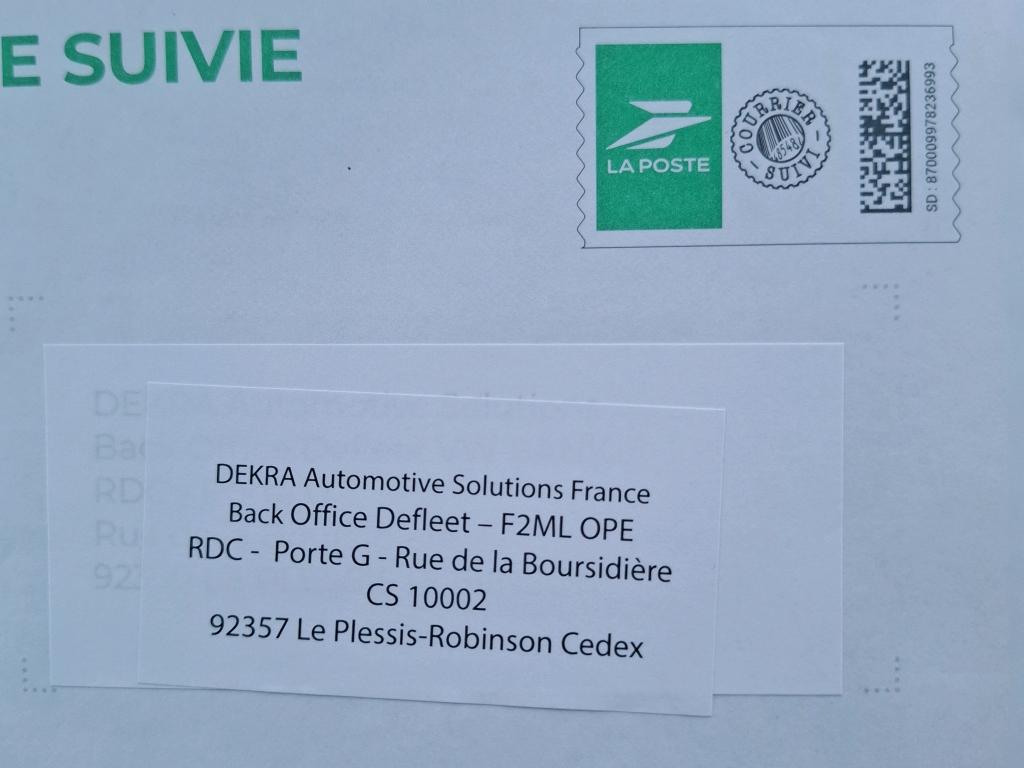 E SUIVIE
LA POSTE
COURRIER
SUIVI
SD : 870009978236993
DEKRA Automotive Solutions France
Back Office Defleet – F2ML OPE
RDC - Porte G - Rue de la Boursidière
CS 10002
92357 Le Plessis-Robinson Cedex